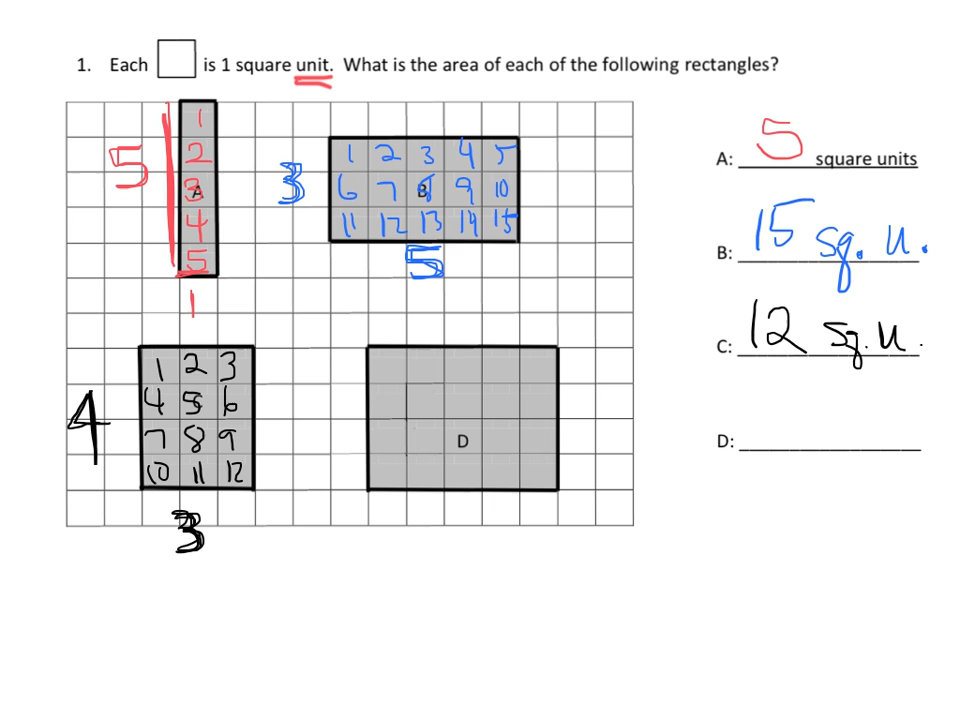 1. Each is 1 square unit. What is the area of each of the following rectangles?
1
2
3 A
4
5
5
1
1 2 3 4 5
6 7 8 B 9 10
11 12 13 14 15
3
5
1 2 3
4 5 6
7 8 9
10 11 12
4
3
D
A: 5 square units
B: 15 sq. u.
C: 12 sq. u.
D: